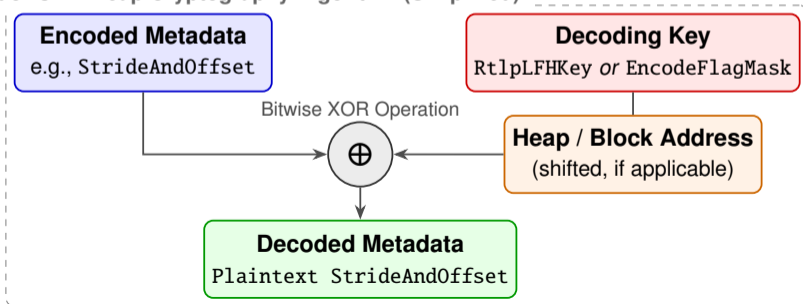 Encoded Metadata
e.g., StrideAndOffset
Decoding Key
RtlpLFHKey or EncodeFlagMask
Bitwise XOR Operation
Heap / Block Address
(shifted, if applicable)
⊕
Decoded Metadata
Plaintext StrideAndOffset